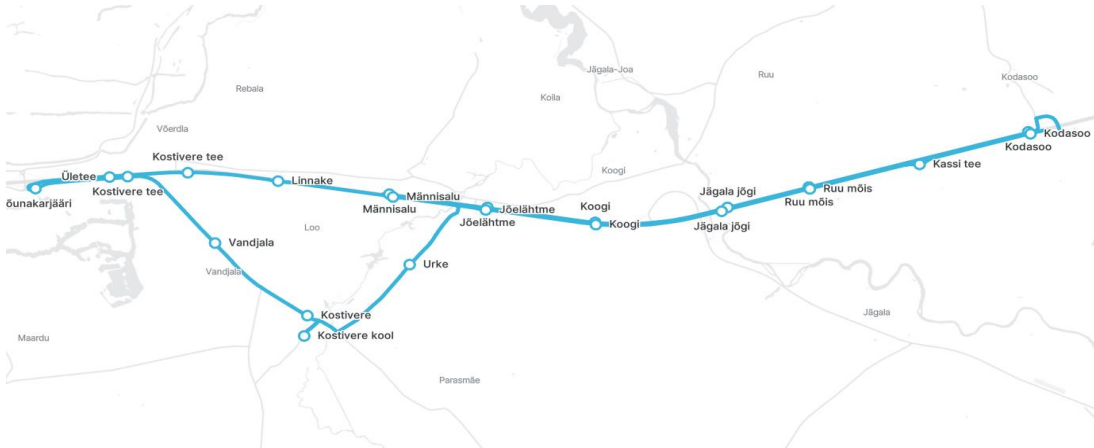 Jägala-Joa
Ruu
Kodasoo
Rebala
Koila
Võerdla
Kodasoo
Kodasoo
Kostivere tee
Kassi tee
Koogi
Ületee
Linnake
Ruu mõis
Ruu mõis
Kostivere tee
Jägala jõgi
õunakarjääri
Männisalu
Männisalu
Koogi
Jõelähtme
Jõelähtme
Koogi
Jägala jõgi
Loo
Vandjala
Urke
Vandjala
Kostivere
Jägala
Kostivere kool
Maardu
Parasmäe